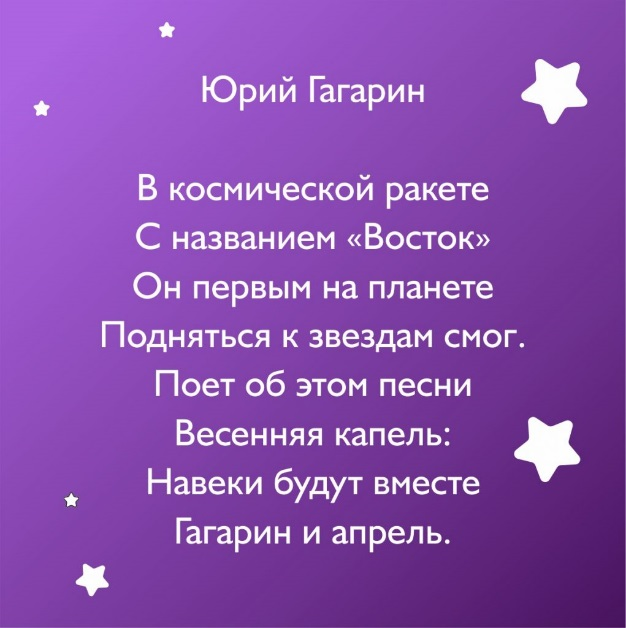 Юрий Гагарин
В космической ракете
С названием «Восток»
Он первым на планете
Подняться к звездам смог.
Поет об этом песни
Весенняя капель:
Навеки будут вместе
Гагарин и апрель.